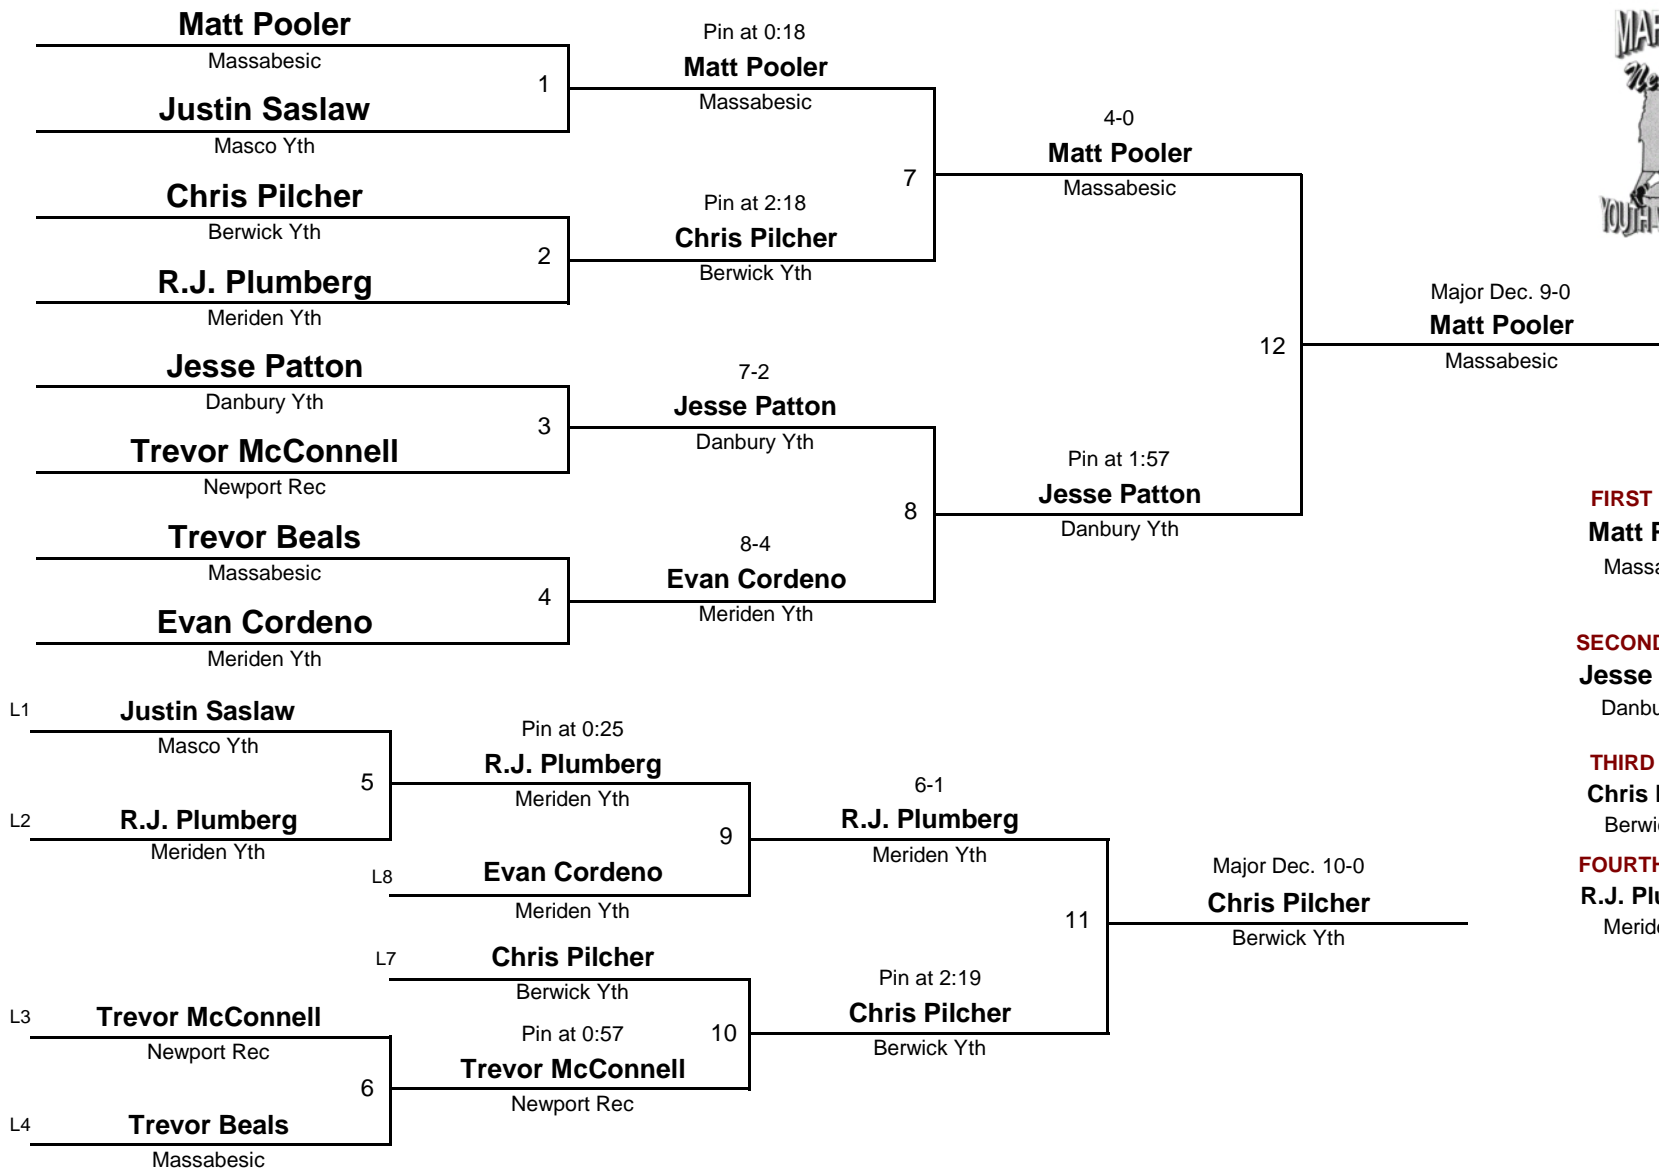 Matt Pooler
Massabesic
1
Justin Saslaw
Masco Yth
Chris Pilcher
Berwick Yth
2
R.J. Plumberg
Meriden Yth
Jesse Patton
Danbury Yth
3
Trevor McConnell
Newport Rec
Trevor Beals
Massabesic
4
Evan Cordeno
Meriden Yth
Pin at 0:18
Matt Pooler
Massabesic
7
Pin at 2:18
Chris Pilcher
Berwick Yth
7-2
Jesse Patton
Danbury Yth
8
8-4
Evan Cordeno
Meriden Yth
4-0
Matt Pooler
Massabesic
12
Pin at 1:57
Jesse Patton
Danbury Yth
Major Dec. 9-0
Matt Pooler
Massabesic
YOUTH
FIRST
Matt
SECOND
Jesse
THIRD
Chris
FOURTH
R.J.
L1
Justin Saslaw
Masco Yth
5
L2
R.J. Plumberg
Meriden Yth
Pin at 0:25
R.J. Plumberg
Meriden Yth
9
L8
Evan Cordeno
Meriden Yth
L7
Chris Pilcher
Berwick Yth
10
Pin at 0:57
Trevor McConnell
Newport Rec
L3
Trevor McConnell
Newport Rec
6
L4
Trevor Beals
Massabesic
6-1
R.J. Plumberg
Meriden Yth
11
Pin at 2:19
Chris Pilcher
Berwick Yth
Major Dec. 10-0
Chris Pilcher
Berwick Yth